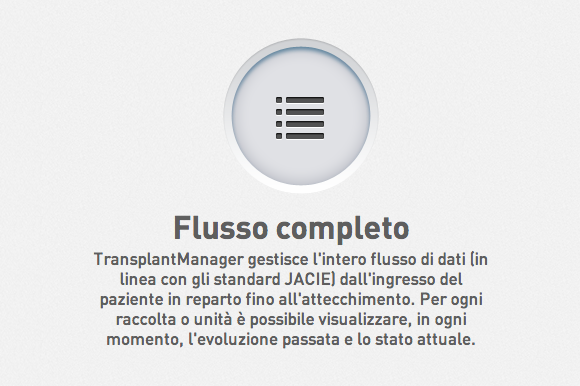 Flusso completo
TransplantManager gestisce l'intero flusso di dati (in
linea con gli standard JACIE) dall'ingresso del
paziente in reparto fino all'attecchimento. Per ogni
raccolta o unità è possibile visualizzare, in ogni
momento, l'evoluzione passata e lo stato attuale.